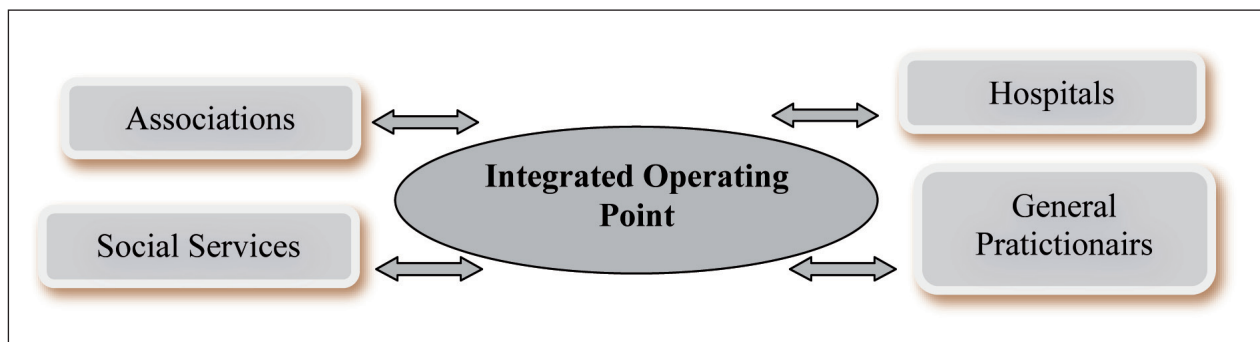 Associations
Social Services
Integrated Operating
Point
Hospitals
General
Pratictionairs